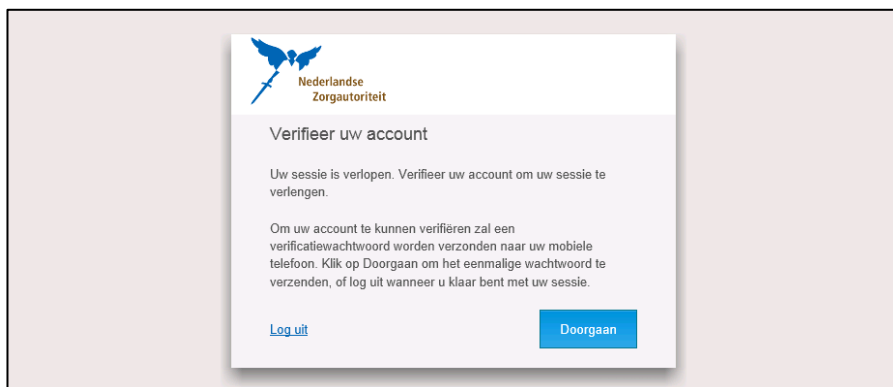 Nederlandse
Zorgautoriteit
Verifieer uw account
Uw sessie is verlopen. Verifieer uw account om uw sessie te
verlengen.
Om uw account te kunnen verifiëren zal een
verificatiewachtwoord worden verzonden naar uw mobiele
telefoon. Klik op Doorgaan om het eenmalige wachtwoord te
verzenden, of log uit wanneer u klaar bent met uw sessie.
Log uit
Doorgaan